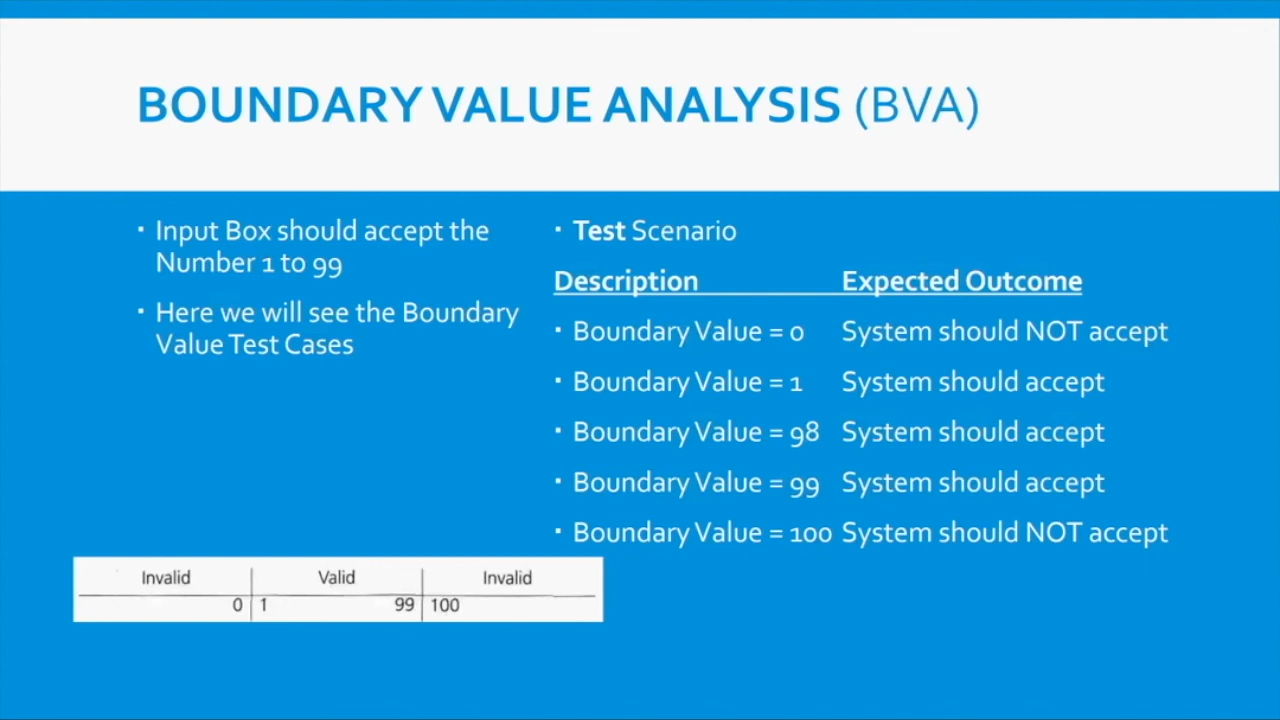 BOUNDARY VALUE ANALYSIS (BVA)
▪ Input Box should accept the
Number 1 to 99
▪ Here we will see the Boundary
Value Test Cases
▪ Test Scenario
Description Expected Outcome
▪ Boundary Value = 0 System should NOT accept
▪ Boundary Value = 1 System should accept
▪ Boundary Value = 98 System should accept
▪ Boundary Value = 99 System should accept
▪ Boundary Value = 100 System should NOT accept
Invalid Valid Invalid
0 1 99 100